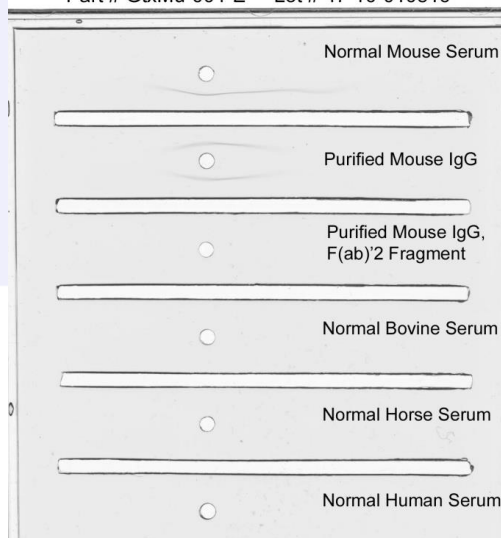 Normal Mouse Serum
Purified Mouse IgG
Purified Mouse IgG,
F(ab)'2 Fragment
Normal Bovine Serum
Normal Horse Serum
Normal Human Serum